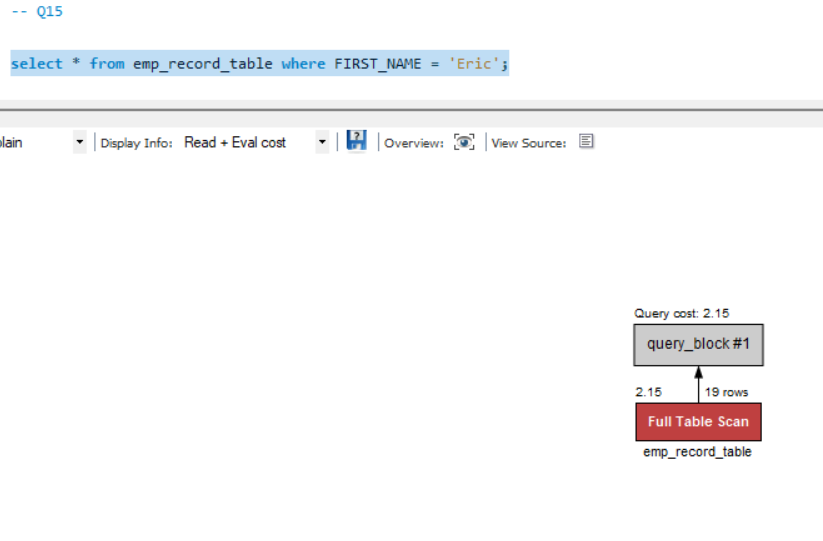 -- Q15
select * from emp_record_table where FIRST_NAME = 'Eric';
Display Info: Read + Eval cost Overview: View Source:
Query cost: 2.15
query_block #1
2.15 19 rows
Full Table Scan
emp_record_table